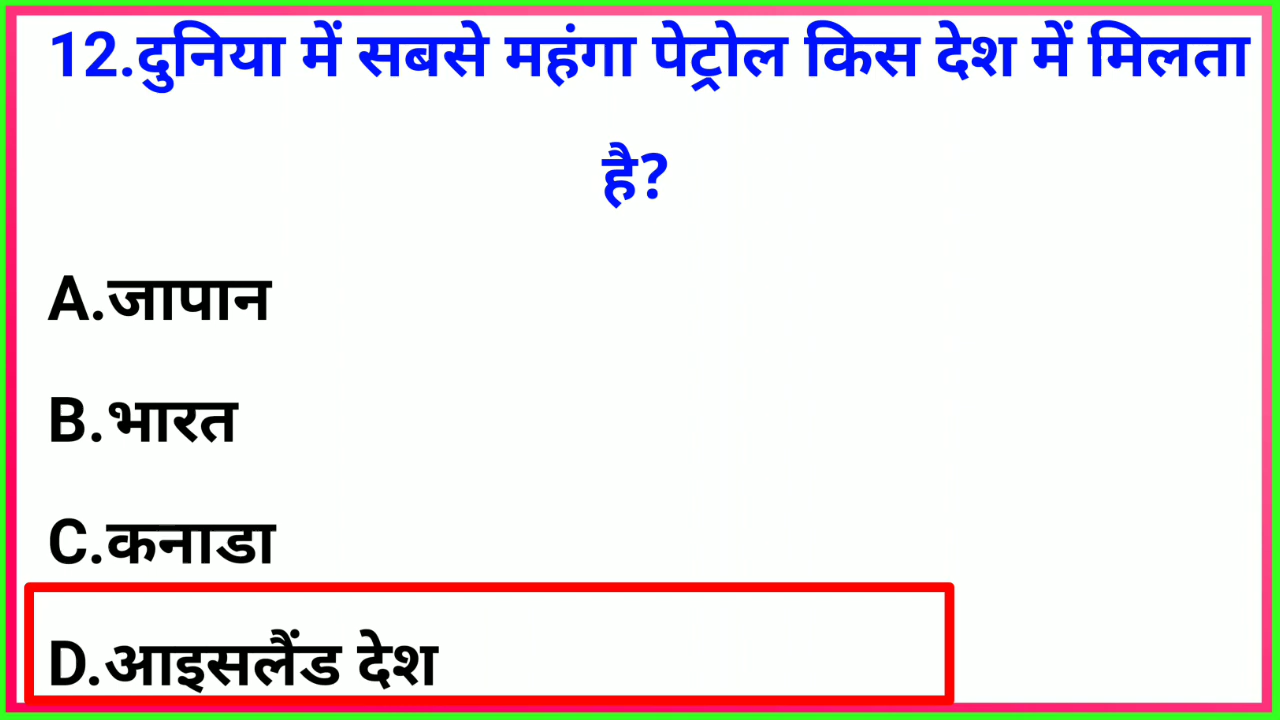 12.दुनिया में सबसे महंगा पेट्रोल किस देश में मिलता
है?
A.जापान
B.भारत
C.कनाडा
D.आइसलैंड देश